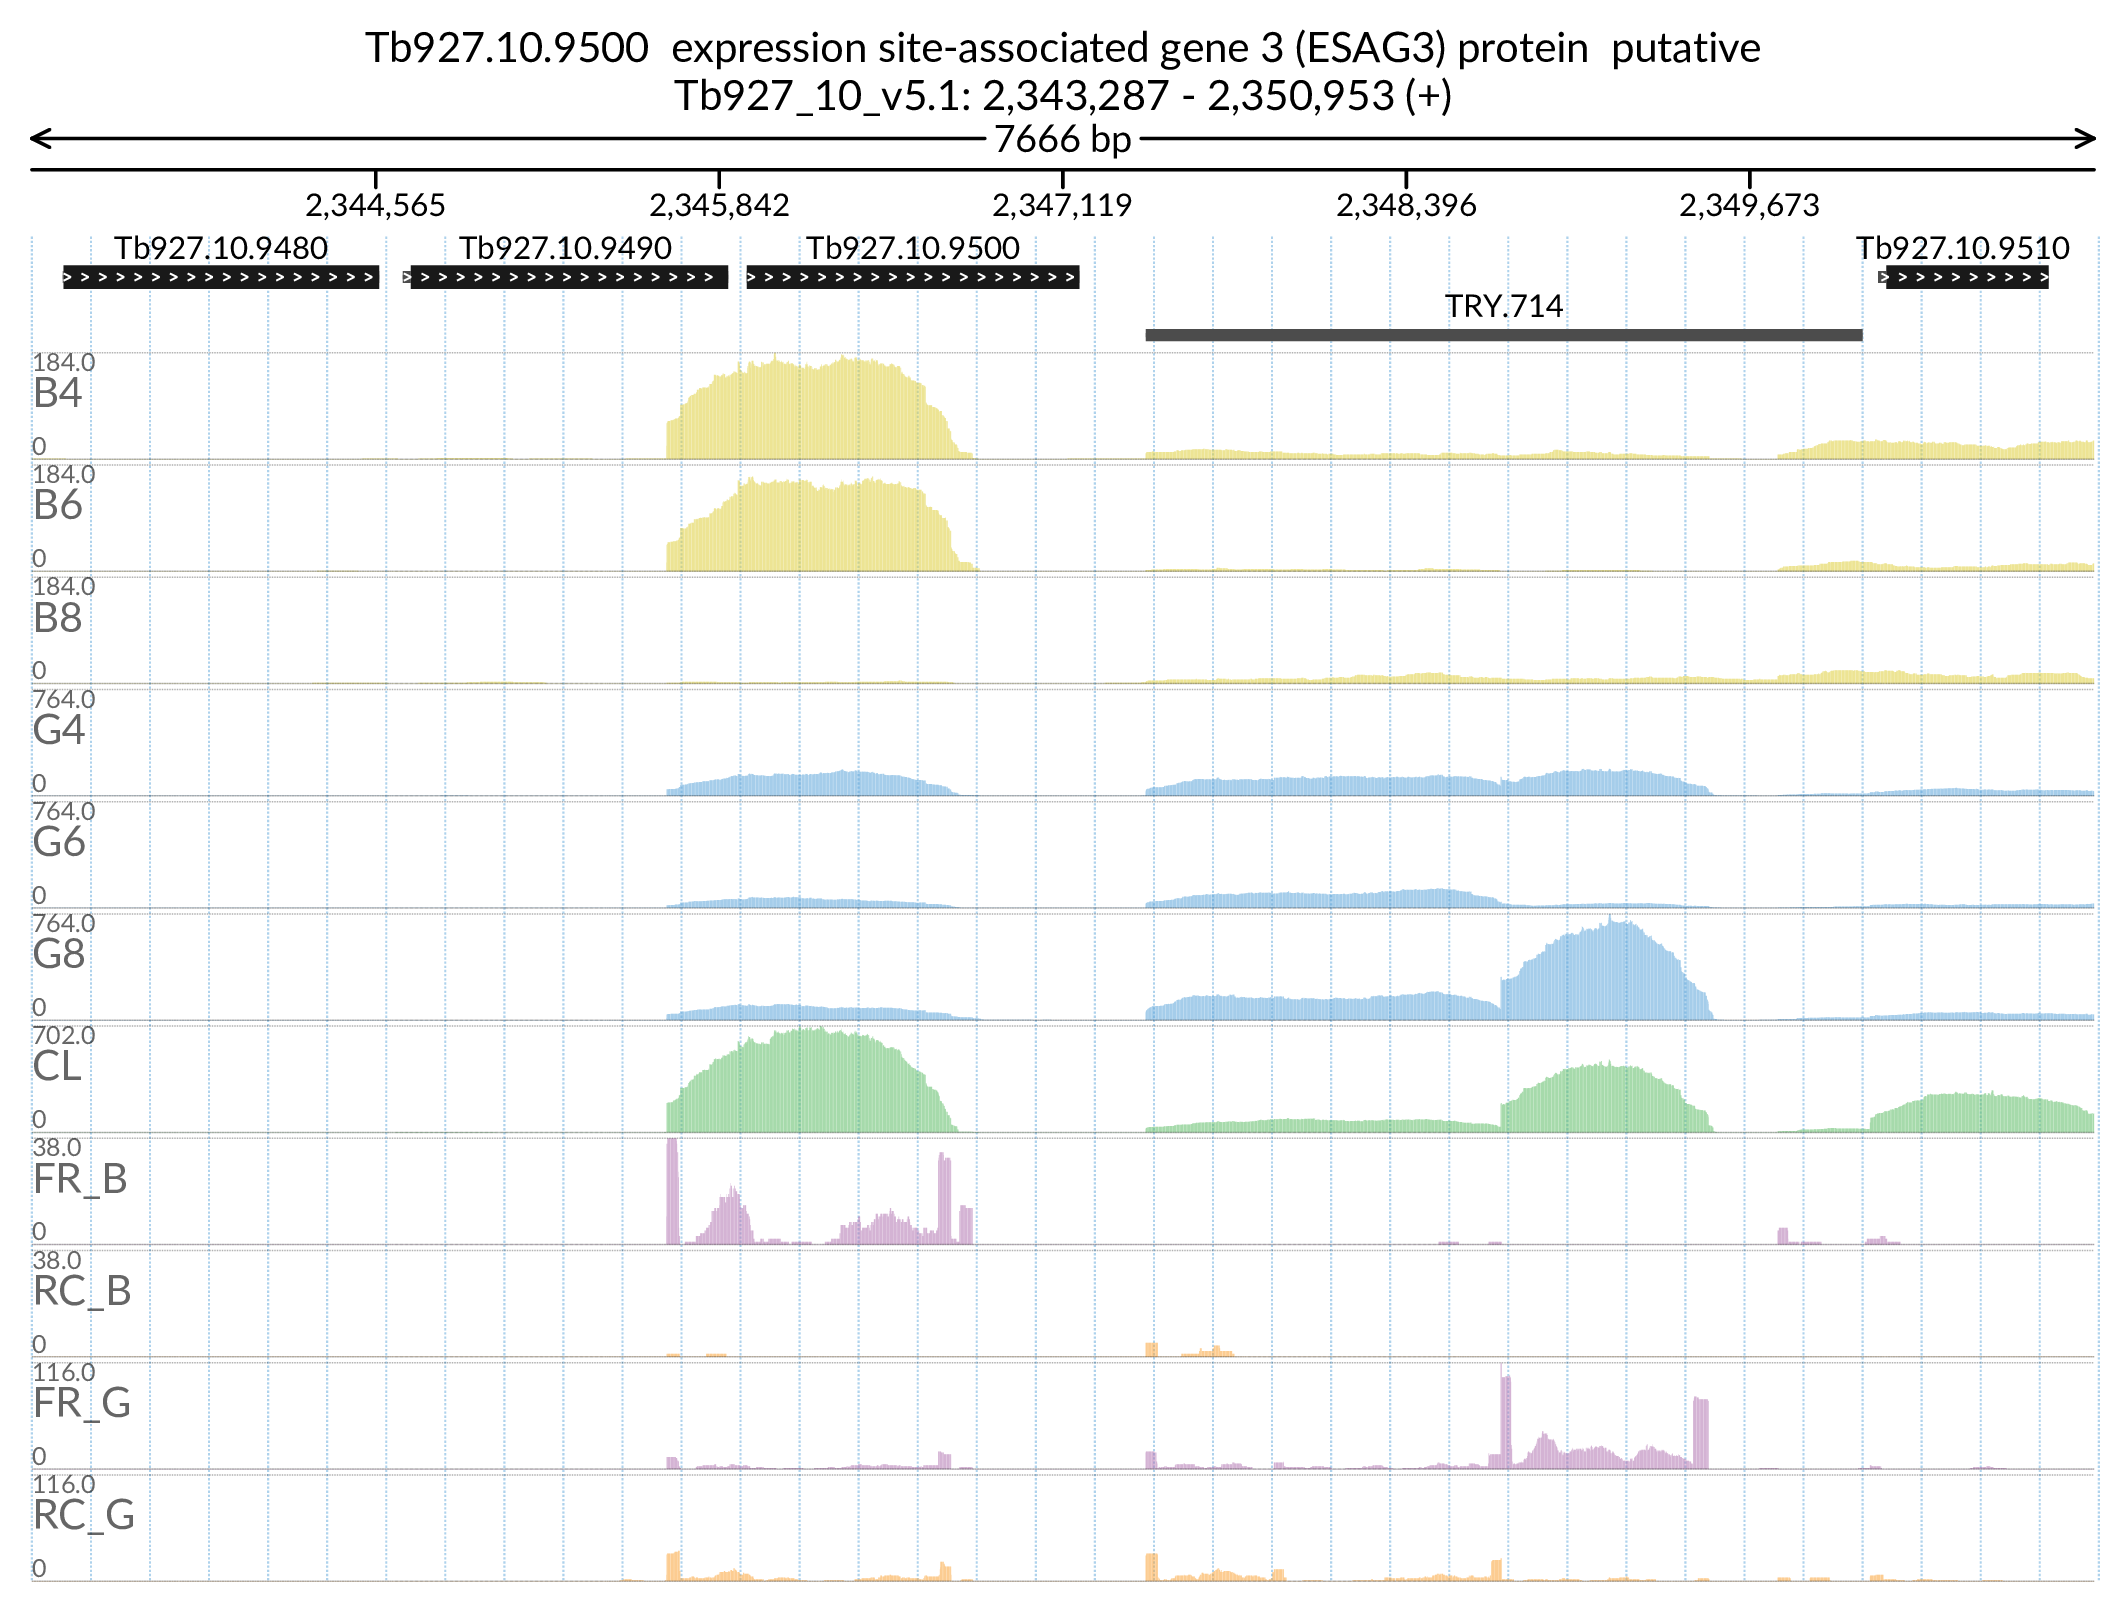 Tb927.10.9500  expression site-associated gene 3 (ESAG3) protein  putative
Tb927_10_v5.1: 2,343,287 - 2,350,953 (+)
7666 bp
2,344,565 2,345,842 2,347,119 2,348,396 2,349,673
Tb927.10.9480 Tb927.10.9490 Tb927.10.9500 Tb927.10.9510
TRY.714
184.0
B4
0
184.0
B6
0
184.0
B8
0
764.0
G4
0
764.0
G6
0
764.0
G8
0
702.0
CL
0
38.0
FR_B
0
38.0
RC_B
0
116.0
FR_G
0
116.0
RC_G
0